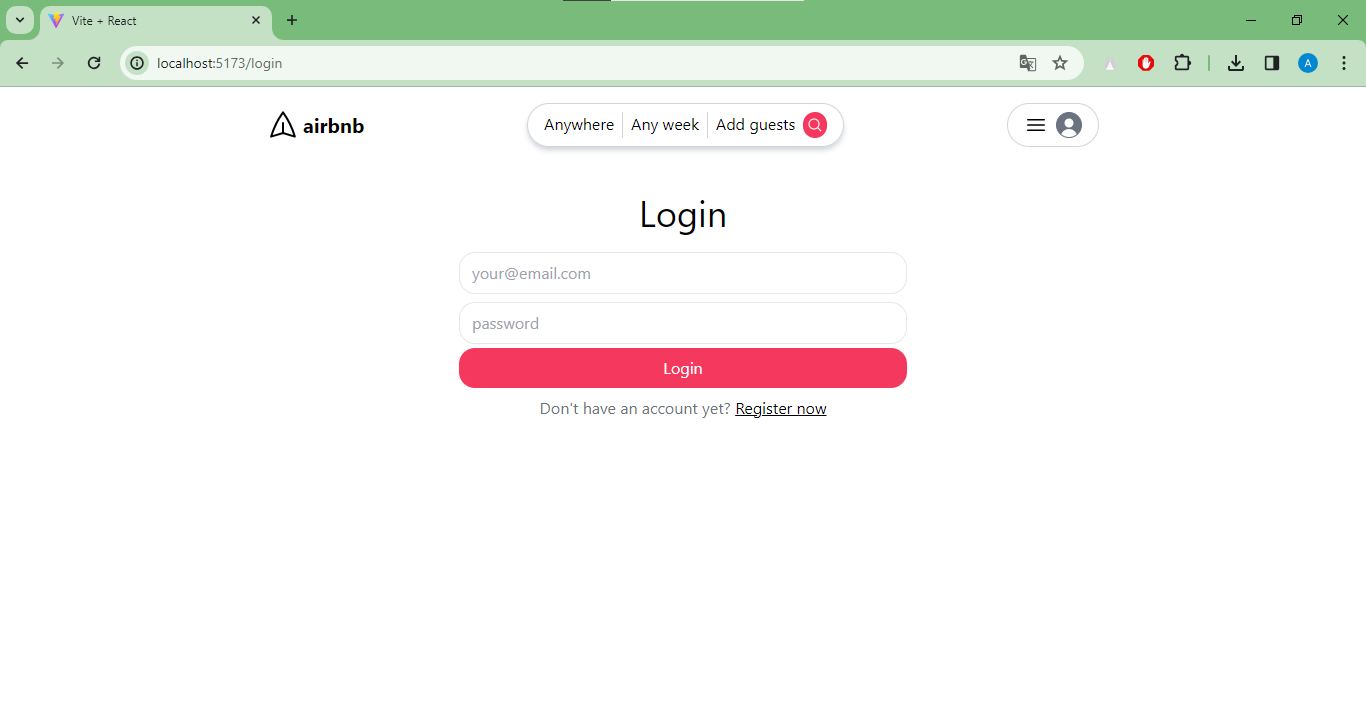 Vite + React
localhost:5173/login
A
airbnb
Anywhere Any week Add guests
Login
your@email.com
password
Login
Don't have an account yet? Register now